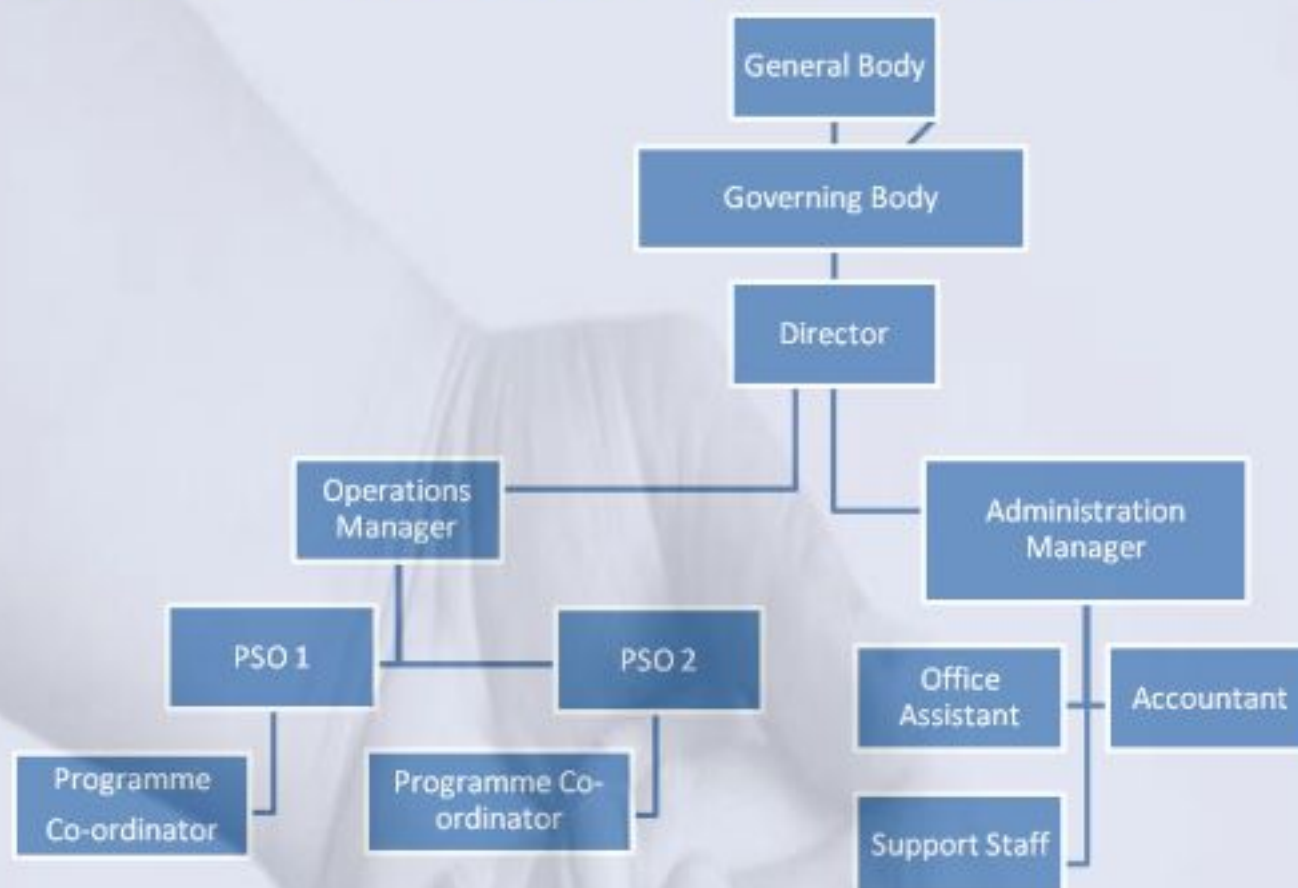 General Body
Governing Body
Director
Operations
Manager
Administration
Manager
PSO 1
PSO 2
Office
Assistant
Accountant
Programme
Co-ordinator
Programme Co-
ordinator
Support Staff